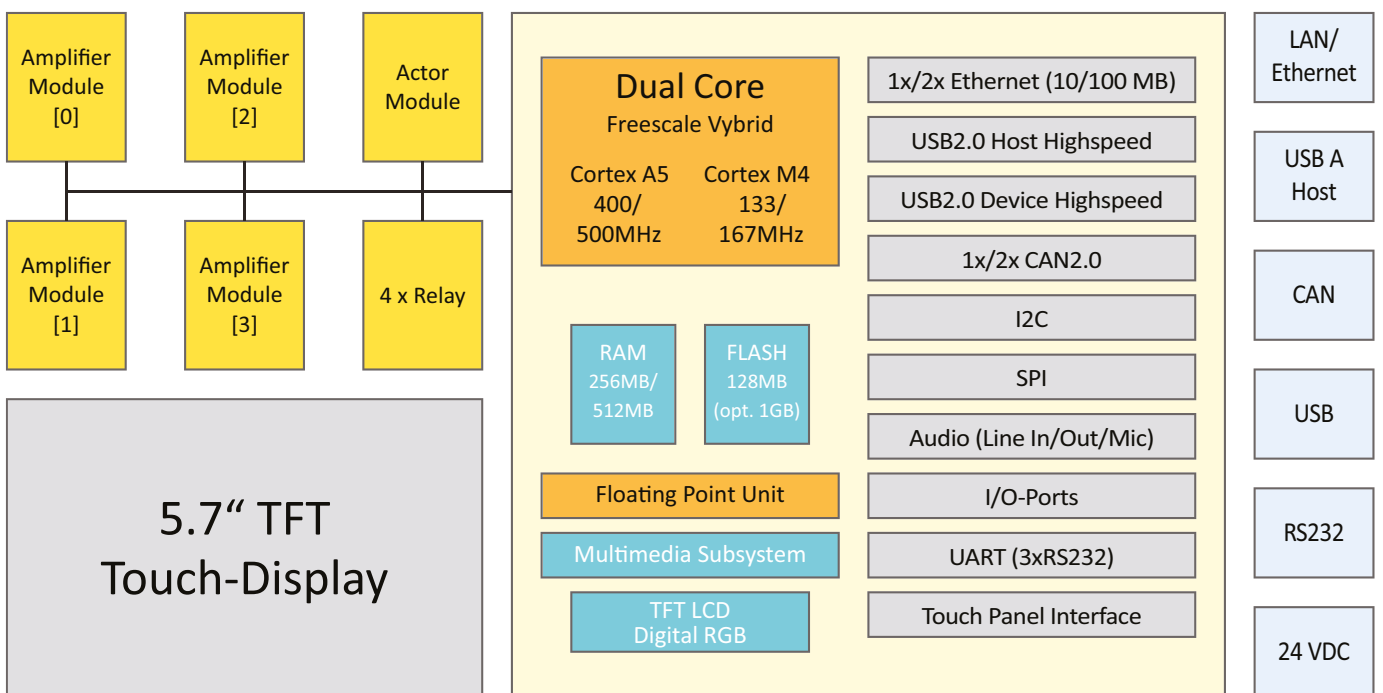 Amplifier
Module
[0]
Amplifier
Module
[2]
Actor
Module
Amplifier
Module
[1]
Amplifier
Module
[3]
4 x Relay
5.7“ TFT
Touch-Display
Dual Core
Freescale Vybrid
Cortex A5
400/
500MHz
Cortex M4
133/
167MHz
RAM
256MB/
512MB
FLASH
128MB
(opt. 1GB)
Floating Point Unit
Multimedia Subsystem
TFT LCD
Digital RGB
1x/2x Ethernet (10/100 MB)
USB2.0 Host Highspeed
USB2.0 Device Highspeed
1x/2x CAN2.0
I2C
SPI
Audio (Line In/Out/Mic)
I/O-Ports
UART (3xRS232)
Touch Panel Interface
LAN/
Ethernet
USB A
Host
CAN
USB
RS232
24 VDC